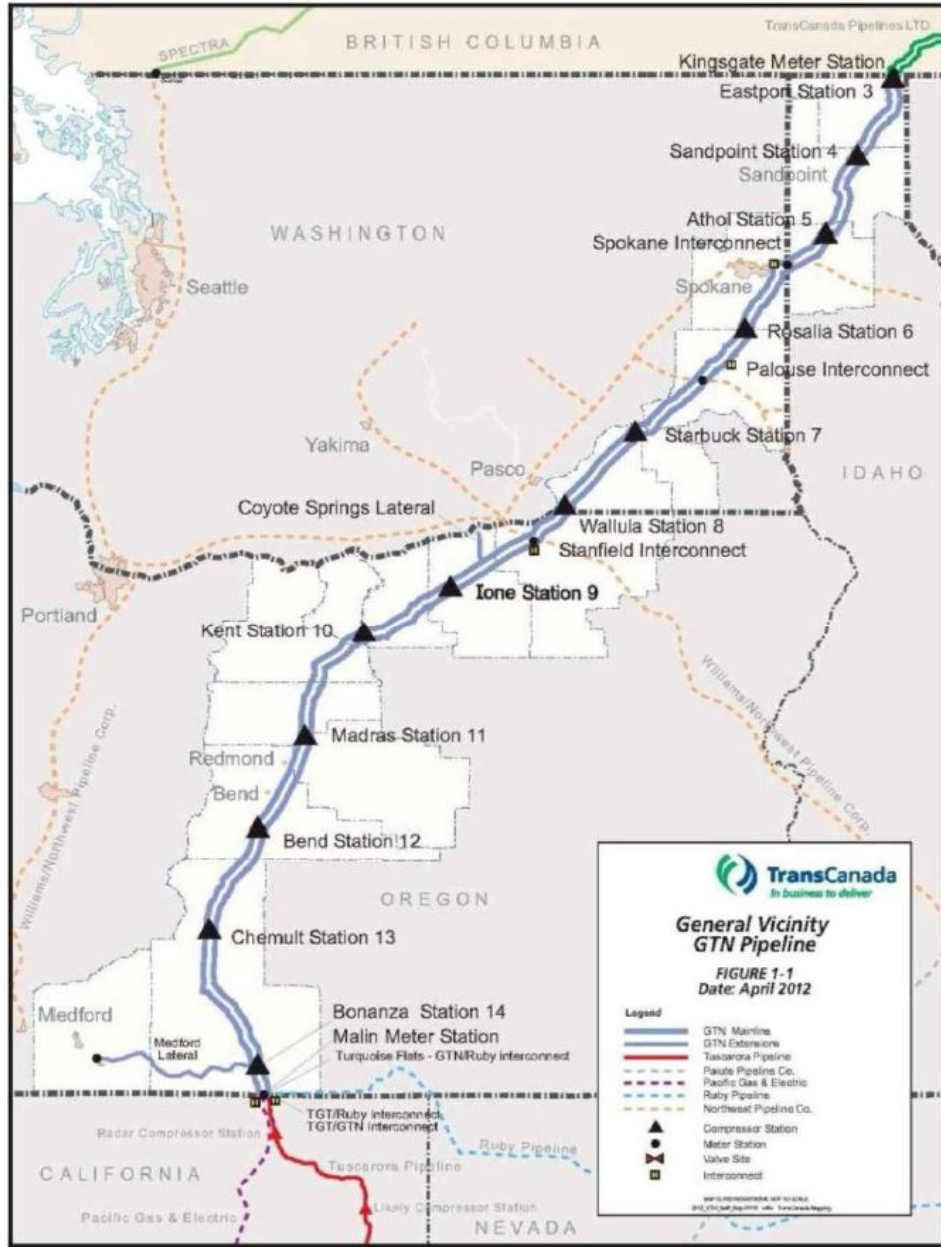 TransCanada Pipelines LTD.
SPECTRA
BRITISH COLUMBIA
Kingsgate Meter Station
Eastport Station 3
Sandpoint Station 4
Sandpoint
WASHINGTON
Athol Station 5
Spokane Interconnect
Seattle
Spokane
Rosalia Station 6
Palouse Interconnect
Yakima
Starbuck Station 7
Pasco
IDAHO
Coyote Springs Lateral
Wallula Station 8
Stanfield Interconnect
Portland
Ione Station 9
Kent Station 10
Williams/Northwest Pipeline Corp.
Williams/Northwest Pipeline Corp.
Madras Station 11
Redmond
Bend
Bend Station 12
OREGON
Chemult Station 13
Medford
Medford
Lateral
Bonanza Station 14
Malin Meter Station
Turquoise Flats - GTN/Ruby interconnect
TGT/Ruby Interconnect
TGT/GTN Interconnect
Radar Compressor Station
Ruby Pipeline
Tuscarora Pipeline
CALIFORNIA
Likely Compressor Station
Pacific Gas & Electric
NEVADA
TransCanada
In business to deliver
General Vicinity
GTN Pipeline
FIGURE 1-1
Date: April 2012
Legend
GTN Mainline
GTN Extensions
Tuscarora Pipeline
Paiute Pipeline Co.
Pacific Gas & Electric
Ruby Pipeline
Northwest Pipeline Co.
Compressor Station
Meter Station
Valve Site
Interconnect